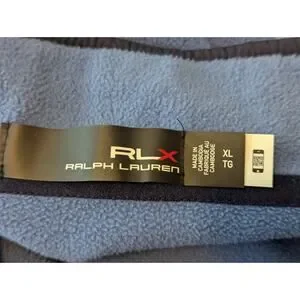 RLX
RALPH LAUREN
MADE IN
CAMBODIA
FABRIQUÉ AU
CAMBODGE
XL
TG